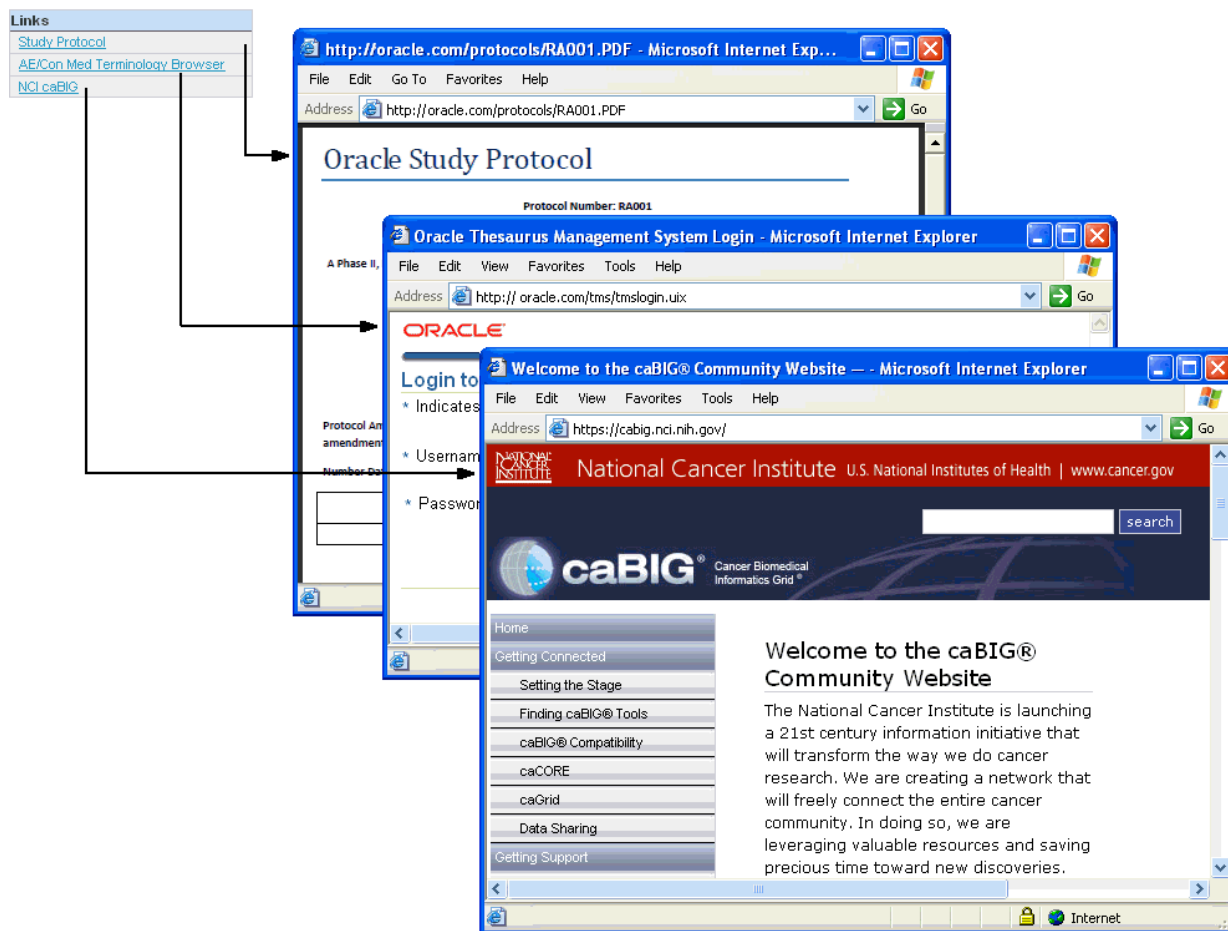 Links
Study Protocol
AE/Con Med Terminology Browser
NCI caBIG
http://oracle.com/protocols/RA001.PDF - Microsoft Internet Exp...
File Edit Go To Favorites Help
Address http://oracle.com/protocols/RA001.PDF Go
Oracle Study Protocol
Protocol Number: RA001
A Phase II,
Protocol Am
amendment
Number Da
Oracle Thesaurus Management System Login - Microsoft Internet Explorer
File Edit View Favorites Tools Help
Address http:// oracle.com/tms/tmslogin.uix Go
ORACLE
Login to
* Indicates
* Usernam
* Passwor
Welcome to the caBIG® Community Website — - Microsoft Internet Explorer
File Edit View Favorites Tools Help
Address https://cabig.nci.nih.gov/ Go
NATIONAL
CANCER
INSTITUTE
National Cancer Institute U.S. National Institutes of Health | www.cancer.gov
search
caBIG® Cancer Biomedical
Informatics Grid ®
Home
Getting Connected
Setting the Stage
Finding caBIG® Tools
caBIG® Compatibility
caCORE
caGrid
Data Sharing
Getting Support
Welcome to the caBIG®
Community Website
The National Cancer Institute is launching
a 21st century information initiative that
will transform the way we do cancer
research. We are creating a network that
will freely connect the entire cancer
community. In doing so, we are
leveraging valuable resources and saving
precious time toward new discoveries.
Internet